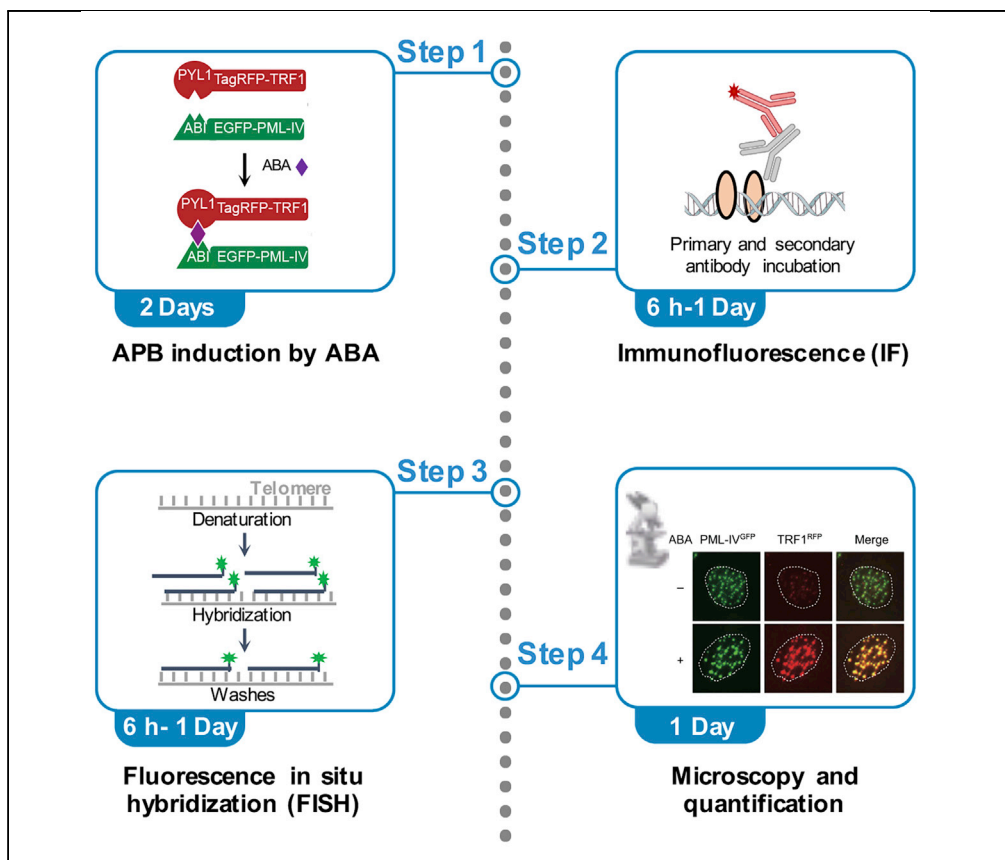 Step 1
PYL1 TagRFP-TRF1
ABI EGFP-PML-IV
ABA
PYL1 TagRFP-TRF1
ABI EGFP-PML-IV
2 Days
APB induction by ABA
Step 2
Primary and secondary
antibody incubation
6 h-1 Day
Immunofluorescence (IF)
Step 3
Telomere
Denaturation
Hybridization
Washes
6 h- 1 Day
Fluorescence in situ
hybridization (FISH)
Step 4
ABA PML-IVGFP TRF1RFP Merge
–
+
1 Day
Microscopy and
quantification